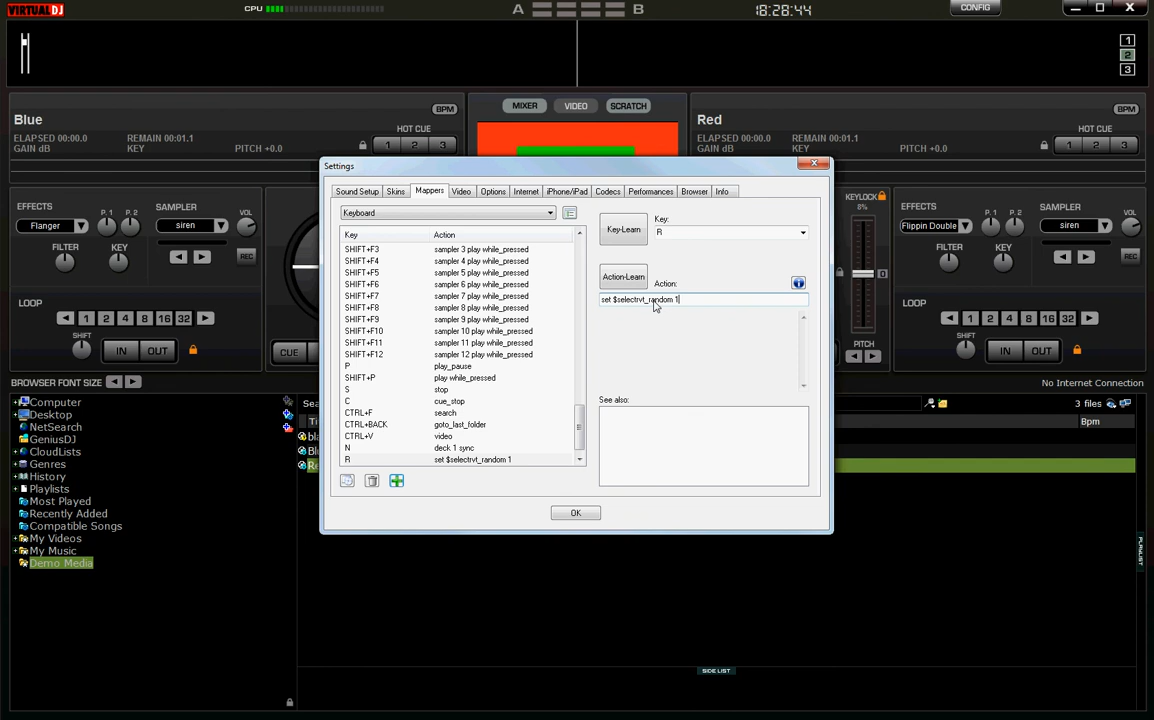 VIRTUAL DJ CPU A B 18:28:44 CONFIG
1
2
3
BPM BPM
Blue MIXER VIDEO SCRATCH Red
ELAPSED 00:00.0 REMAIN 00:01.1 HOT CUE ELAPSED 00:00.0 REMAIN 00:01.1 HOT CUE
GAIN dB KEY PITCH +0.0 1 2 3 GAIN dB KEY PITCH +0.0 1 2 3
Settings
Sound Setup Skins Mappers Video Options Internet iPhone/iPad Codecs Performances Browser Info
EFFECTS P. 1 P. 2 SAMPLER VOL KEYLOCK EFFECTS P. 1 P. 2 SAMPLER VOL
8%
Flanger siren Flippin Double siren
FILTER KEY REC FILTER KEY REC
Keyboard
Key-Learn
Key:
R
Key Action
SHIFT+F3 sampler 3 play while_pressed
SHIFT+F4 sampler 4 play while_pressed
SHIFT+F5 sampler 5 play while_pressed
SHIFT+F6 sampler 6 play while_pressed
SHIFT+F7 sampler 7 play while_pressed
SHIFT+F8 sampler 8 play while_pressed
SHIFT+F9 sampler 9 play while_pressed
SHIFT+F10 sampler 10 play while_pressed
SHIFT+F11 sampler 11 play while_pressed
SHIFT+F12 sampler 12 play while_pressed
P play_pause
SHIFT+P play while_pressed
S stop
C cue_stop
CTRL+F search
CTRL+BACK goto_last_folder
CTRL+V video
N deck 1 sync
R set $selectrvt_random 1
Action-Learn
Action:
set $selectrvt_random 1
See also:
OK
LOOP LOOP
1 2 4 8 16 32 1 2 4 8 16 32
SHIFT IN OUT CUE PITCH SHIFT IN OUT
BROWSER FONT SIZE No Internet Connection
Computer
Desktop
NetSearch
GeniusDJ
CloudLists
Genres
History
Playlists
Most Played
Recently Added
Compatible Songs
My Videos
My Music
Demo Media
3 files
Bpm
PLAYLIST
SIDE LIST